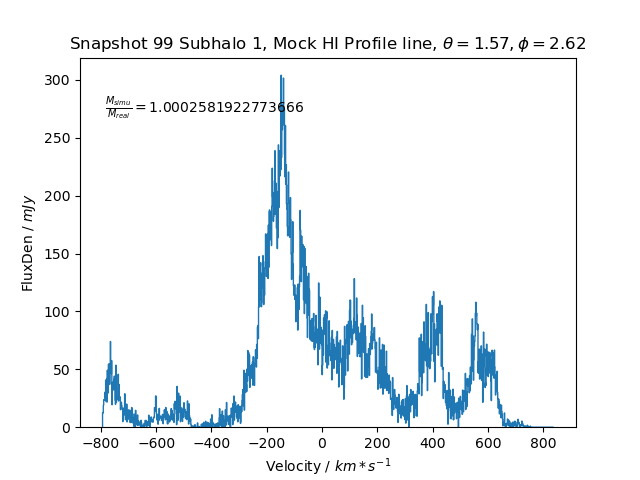 Snapshot 99 Subhalo 1, Mock HI Profile line, θ = 1.57, ϕ = 2.62
M_simu/M_real = 1.0002581922773666
FluxDen / mJy
300
250
200
150
100
50
0
−800 −600 −400 −200 0 200 400 600 800
Velocity / km * s⁻¹